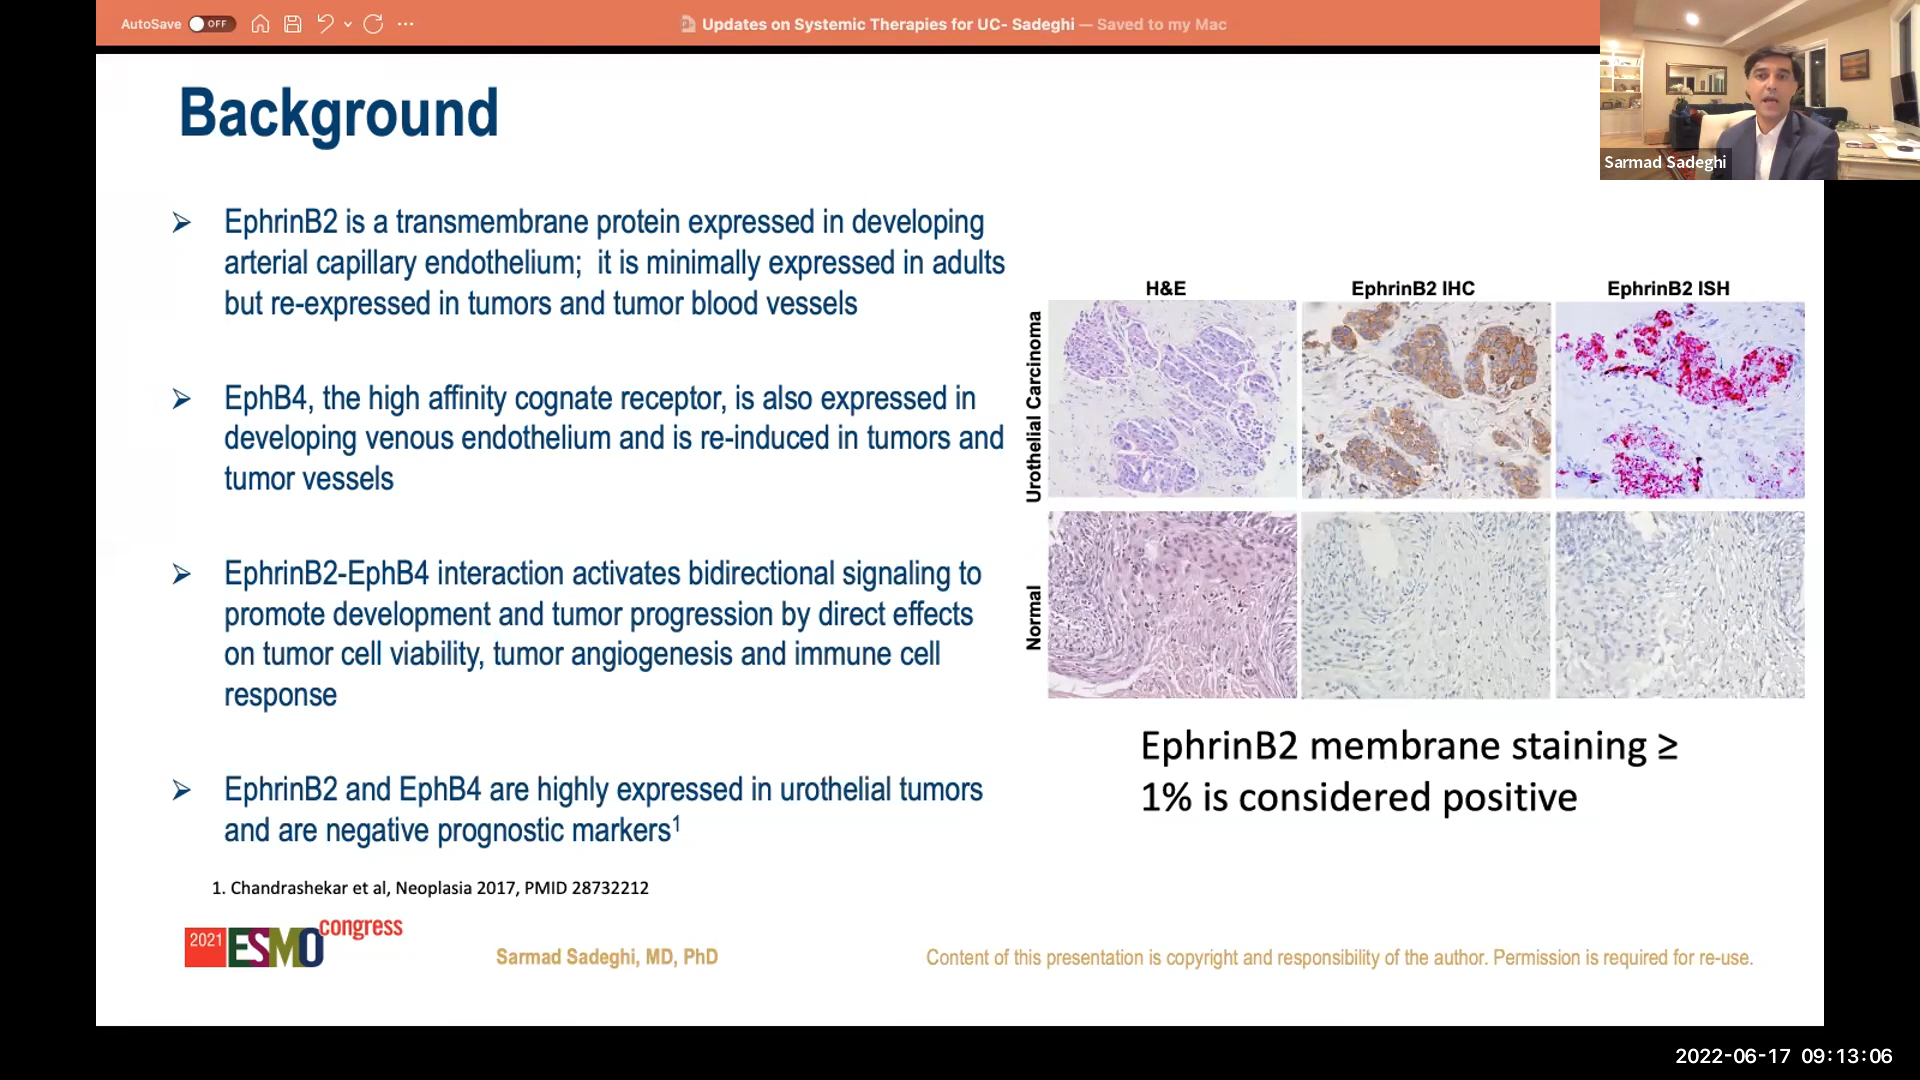 AutoSave OFF
Updates on Systemic Therapies for UC- Sadeghi — Saved to my Mac
Sarmad Sadeghi
Background
➢ EphrinB2 is a transmembrane protein expressed in developing
arterial capillary endothelium;  it is minimally expressed in adults
but re-expressed in tumors and tumor blood vessels
➢ EphB4, the high affinity cognate receptor, is also expressed in
developing venous endothelium and is re-induced in tumors and
tumor vessels
➢ EphrinB2-EphB4 interaction activates bidirectional signaling to
promote development and tumor progression by direct effects
on tumor cell viability, tumor angiogenesis and immune cell
response
➢ EphrinB2 and EphB4 are highly expressed in urothelial tumors
and are negative prognostic markers¹
H&E EphrinB2 IHC EphrinB2 ISH
Urothelial Carcinoma
Normal
EphrinB2 membrane staining ≥
1% is considered positive
1. Chandrashekar et al, Neoplasia 2017, PMID 28732212
2021 ESMO congress
Sarmad Sadeghi, MD, PhD
Content of this presentation is copyright and responsibility of the author. Permission is required for re-use.
2022-06-17 09:13:06